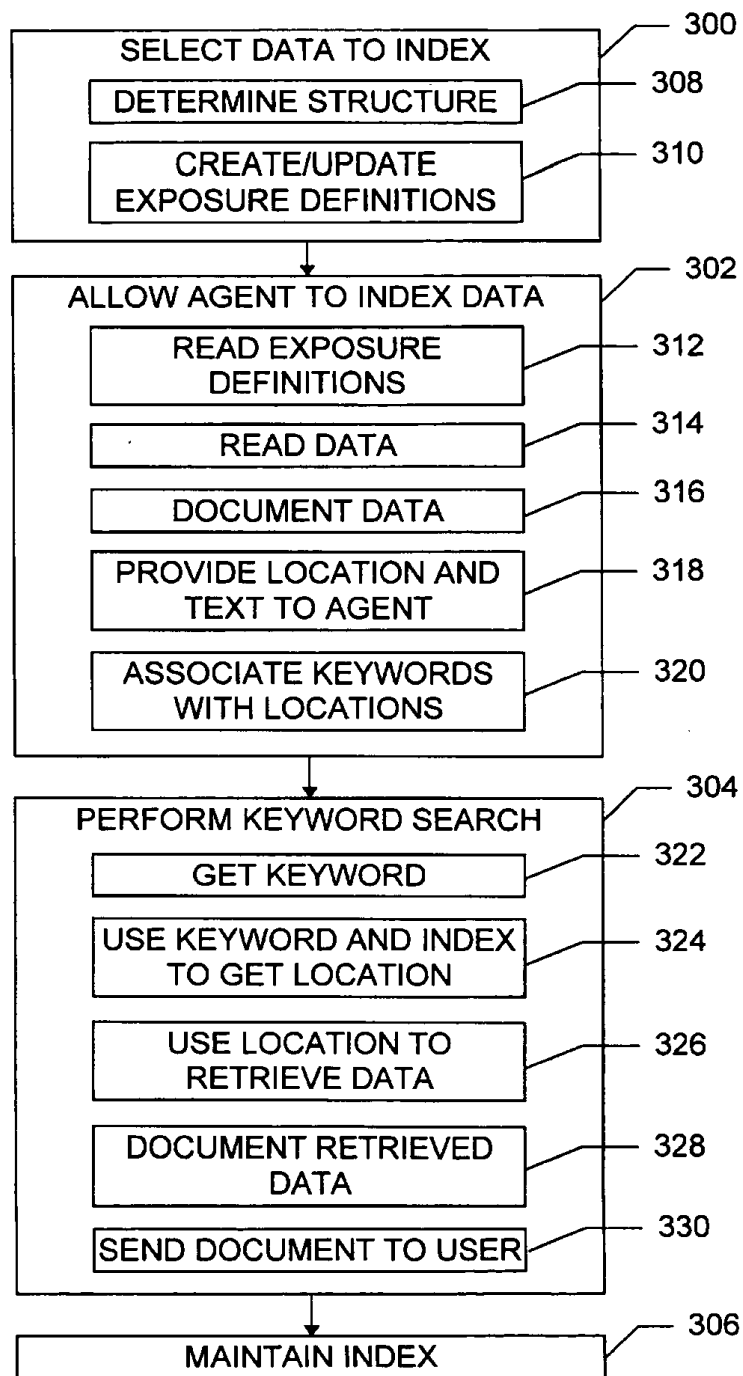 300
SELECT DATA TO INDEX
DETERMINE STRUCTURE
308
CREATE/UPDATE
EXPOSURE DEFINITIONS
310
302
ALLOW AGENT TO INDEX DATA
READ EXPOSURE
DEFINITIONS
312
READ DATA
314
DOCUMENT DATA
316
PROVIDE LOCATION AND
TEXT TO AGENT
318
ASSOCIATE KEYWORDS
WITH LOCATIONS
320
304
PERFORM KEYWORD SEARCH
GET KEYWORD
322
USE KEYWORD AND INDEX
TO GET LOCATION
324
USE LOCATION TO
RETRIEVE DATA
326
DOCUMENT RETRIEVED
DATA
328
SEND DOCUMENT TO USER
330
306
MAINTAIN INDEX